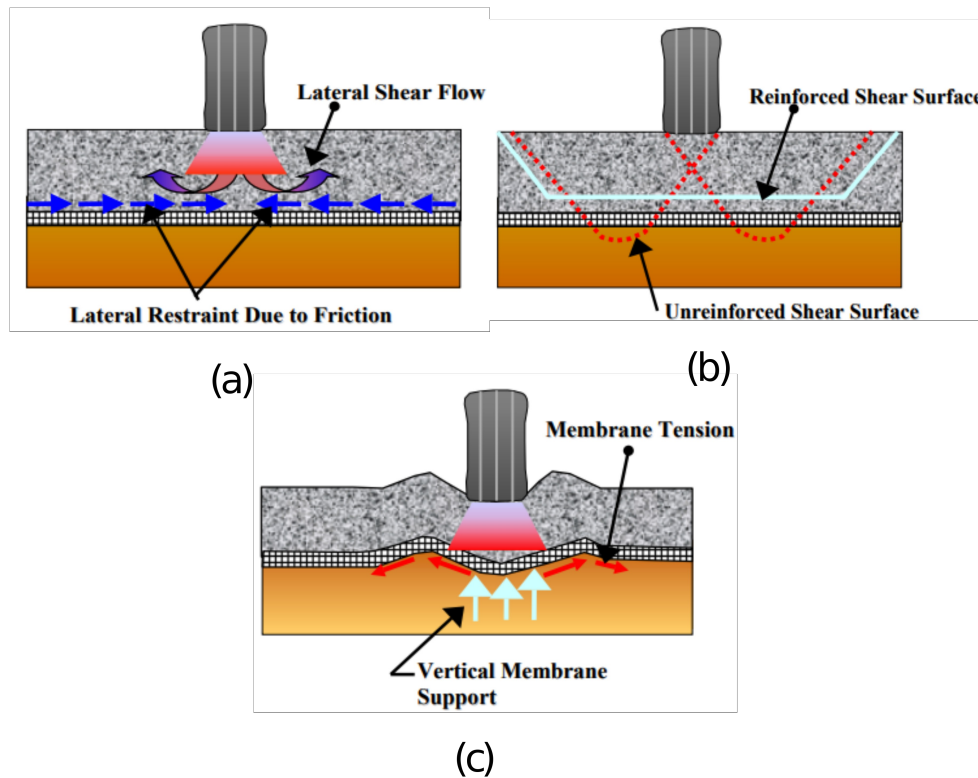 Lateral Shear Flow
Lateral Restraint Due to Friction
(a)
Reinforced Shear Surface
Unreinforced Shear Surface
(b)
Membrane Tension
Vertical Membrane
Support
(c)